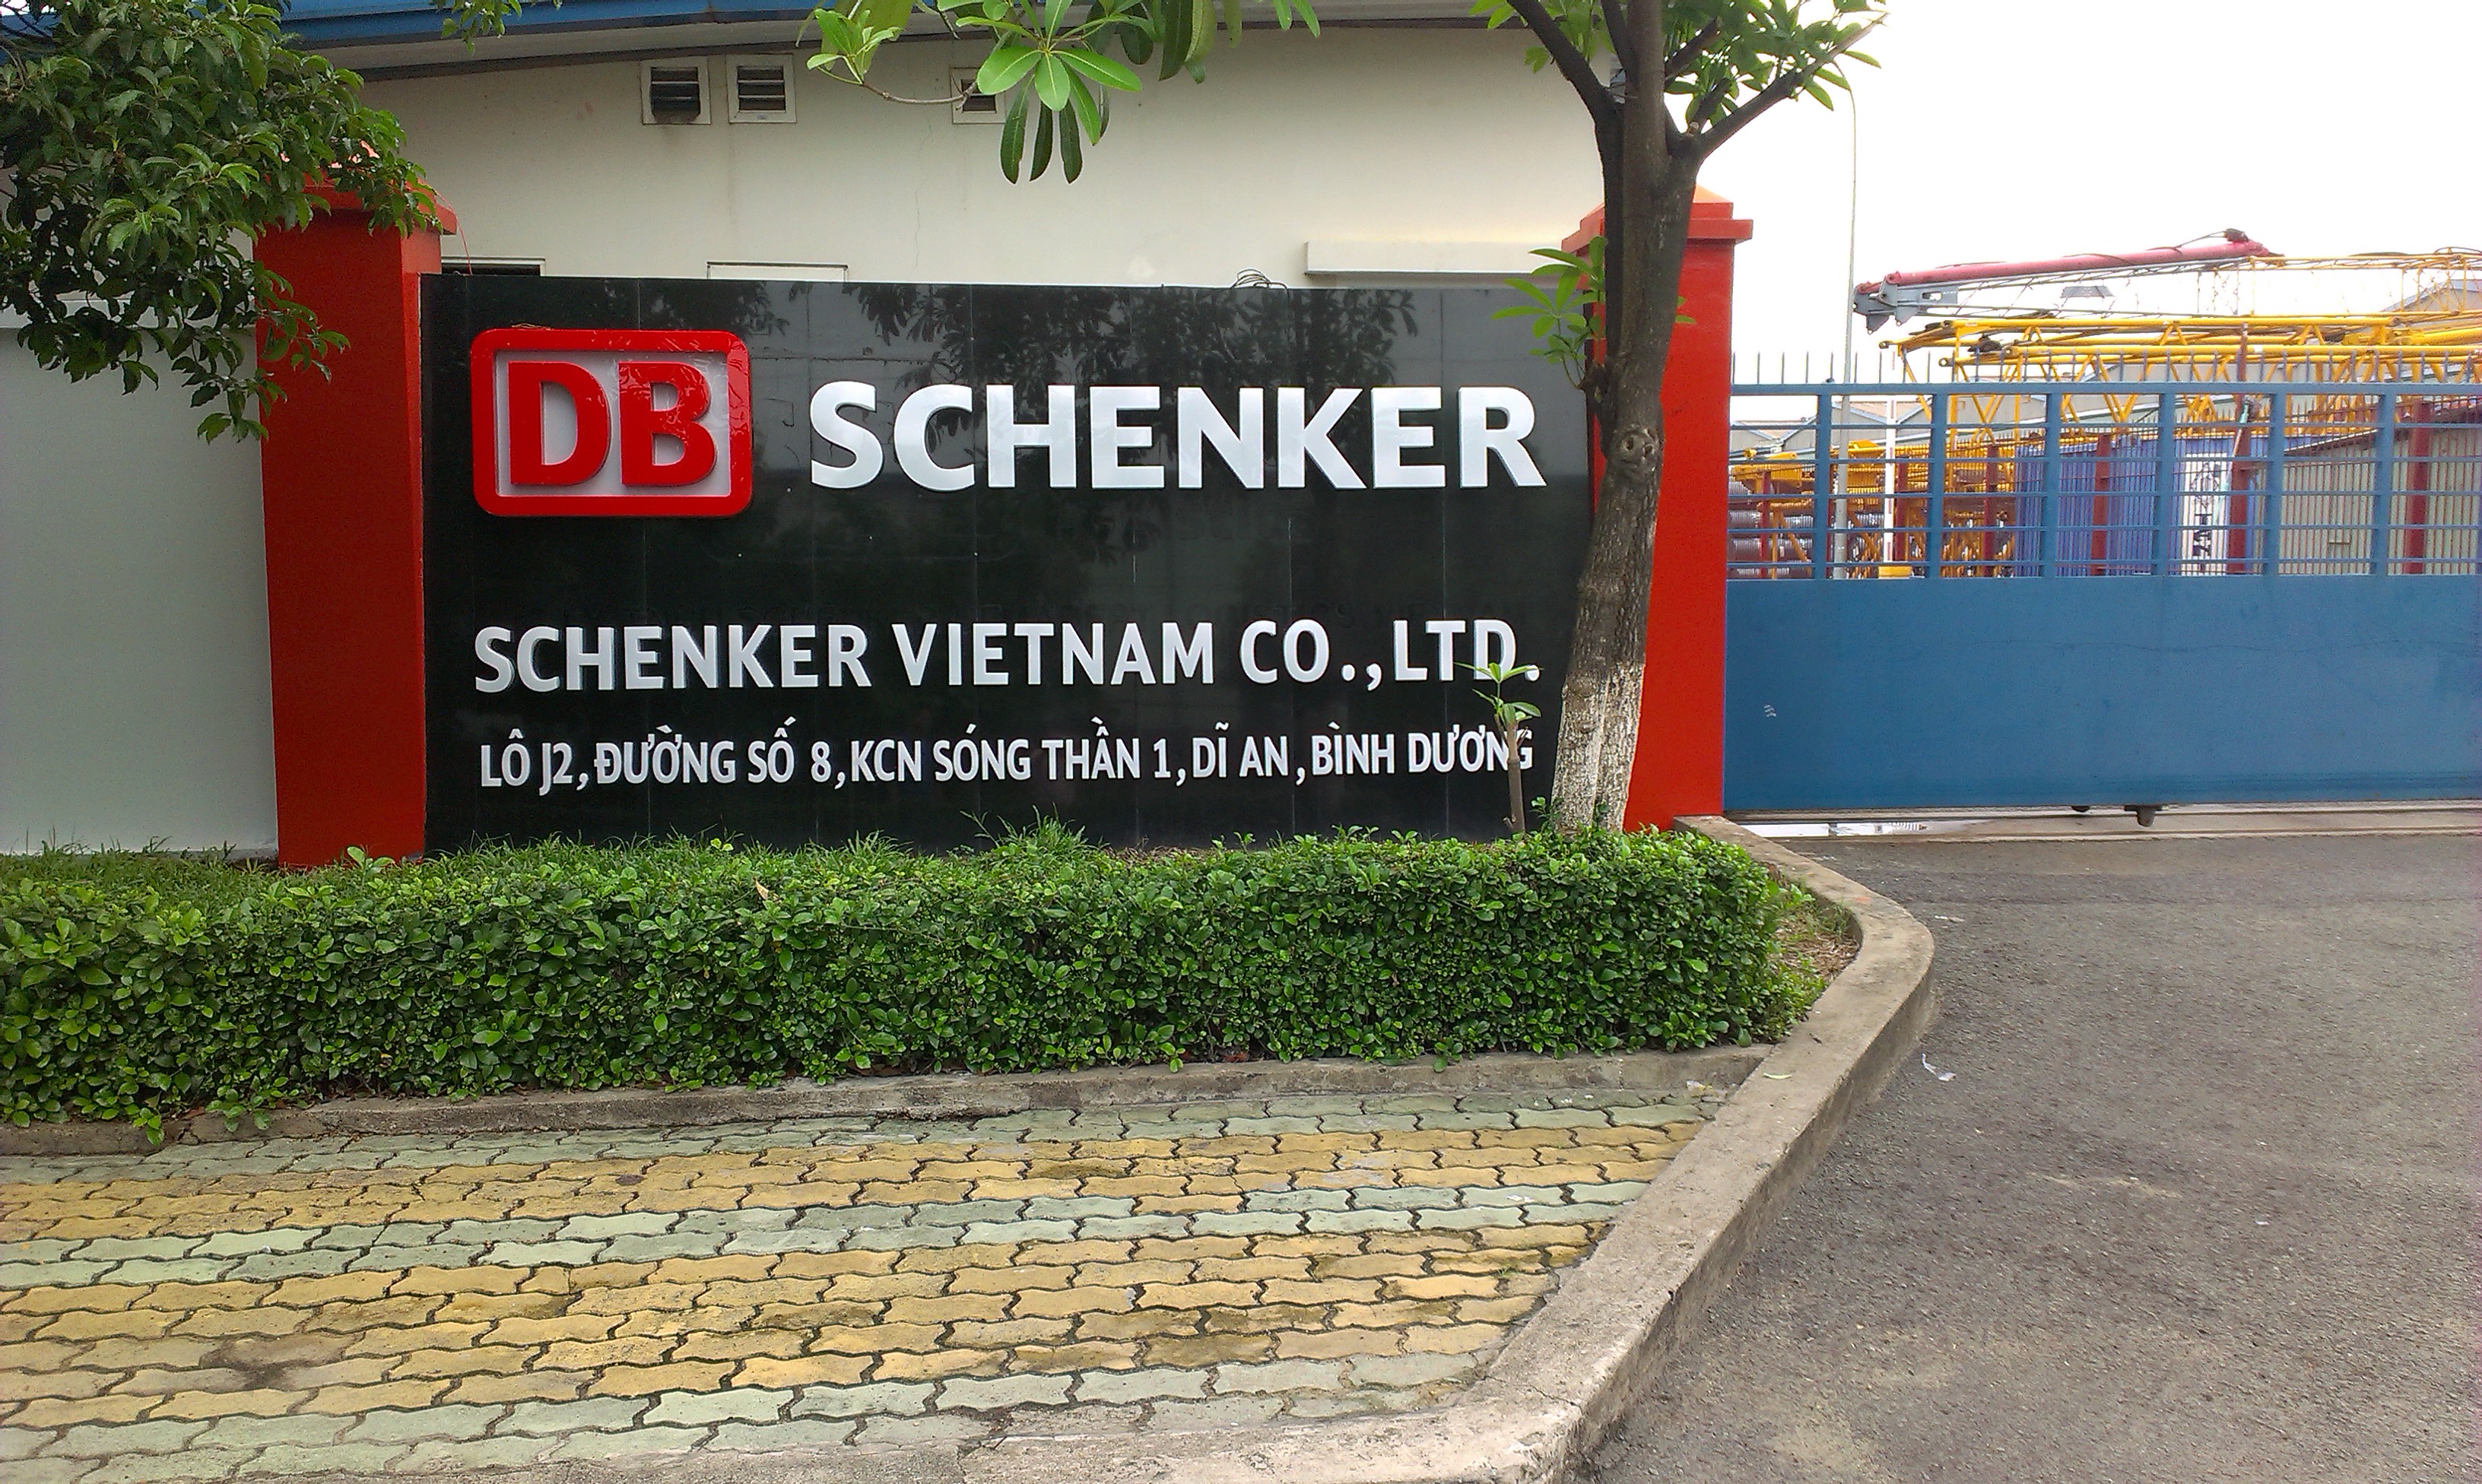 DB SCHENKER
SCHENKER VIETNAM CO.,LTD.
LÔ J2,ĐƯỜNG SỐ 8,KCN SÓNG THẦN 1,DĨ AN,BÌNH DƯƠNG